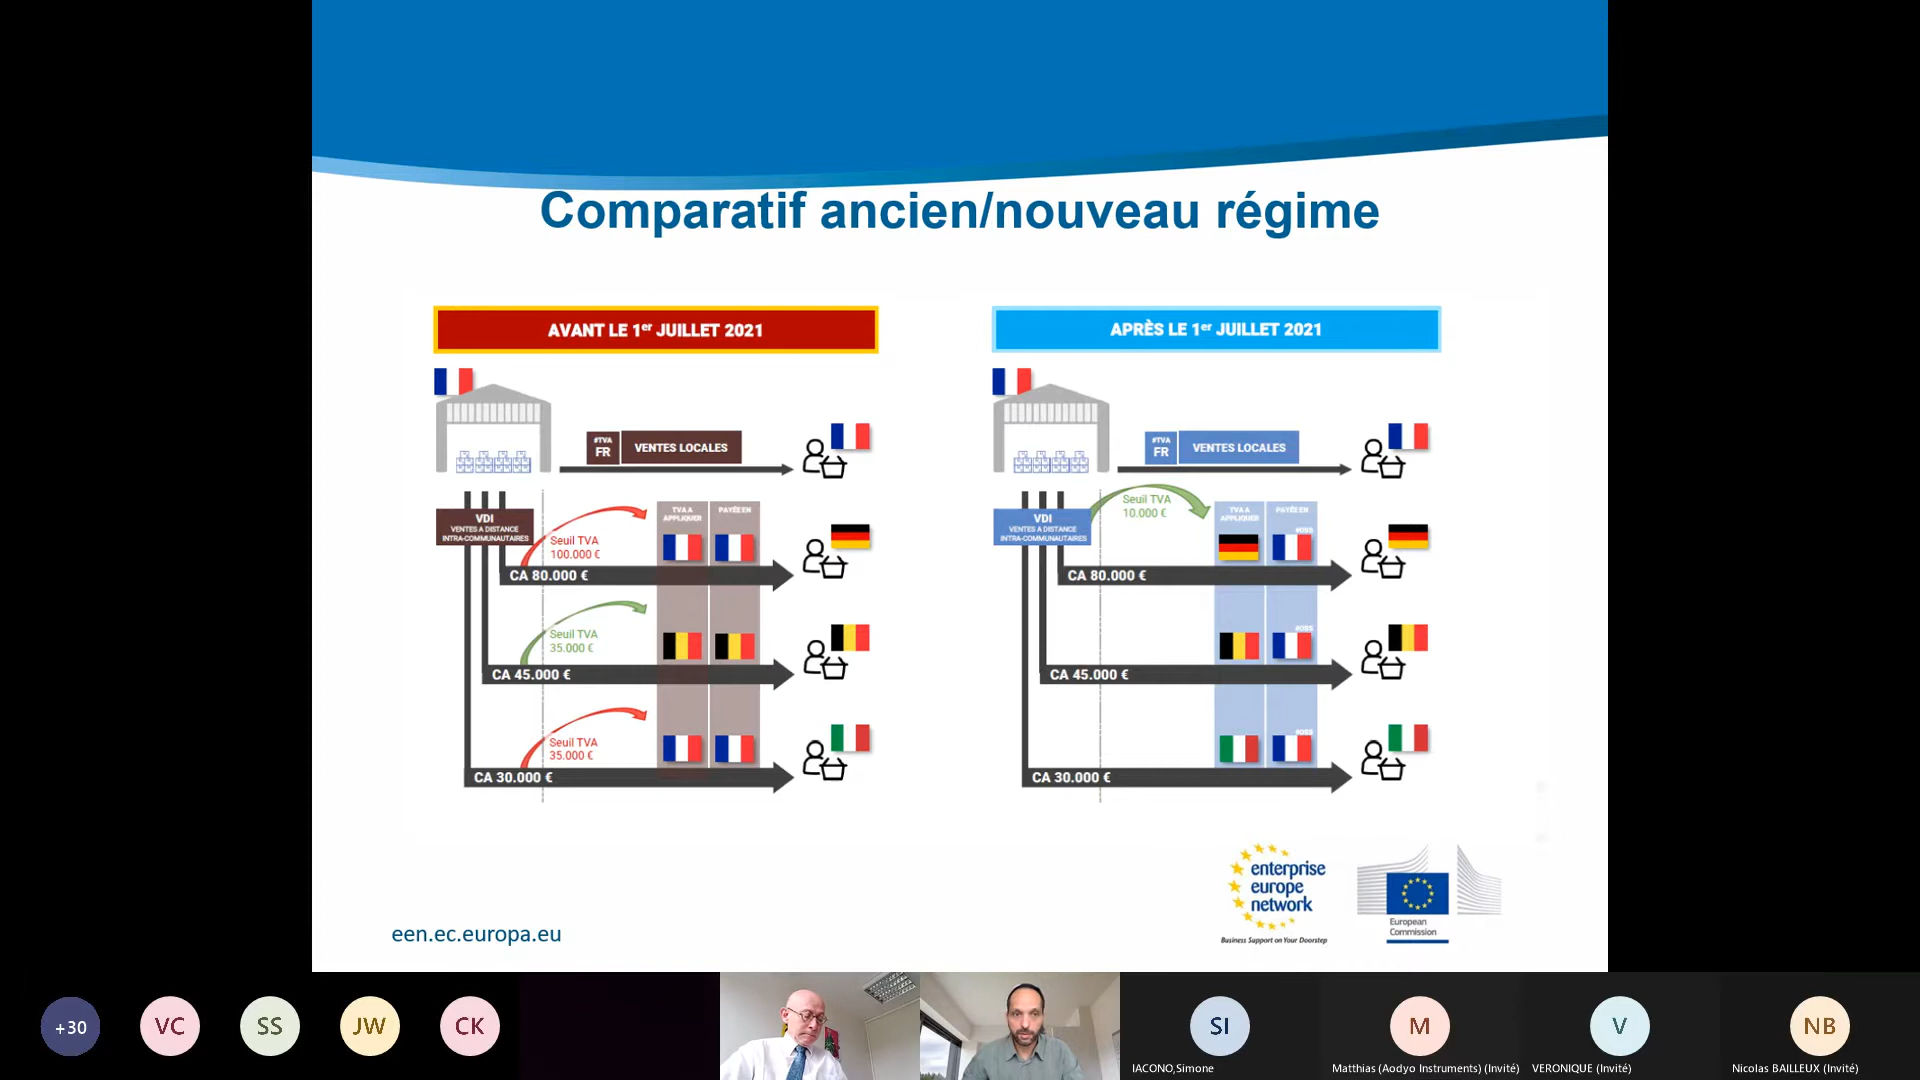 Comparatif ancien/nouveau régime
AVANT LE 1er JUILLET 2021
#TVA
FR
VENTES LOCALES
VDI
VENTES A DISTANCE
INTRA-COMMUNAUTAIRES
TVA A
APPLIQUER
PAYÉE EN
Seuil TVA
100.000 €
CA 80.000 €
Seuil TVA
35.000 €
CA 45.000 €
Seuil TVA
35.000 €
CA 30.000 €
APRÈS LE 1er JUILLET 2021
#TVA
FR
VENTES LOCALES
VDI
VENTES A DISTANCE
INTRA-COMMUNAUTAIRES
Seuil TVA
10.000 €
TVA A
APPLIQUER
PAYÉE EN
#OSS
CA 80.000 €
#OSS
CA 45.000 €
#OSS
CA 30.000 €
een.ec.europa.eu
enterprise
europe
network
Business Support on Your Doorstep
European
Commission
+30
VC
SS
JW
CK
SI
IACONO,Simone
M
Matthias (Aodyo Instruments) (Invité)
V
VERONIQUE (Invité)
NB
Nicolas BAILLEUX (Invité)